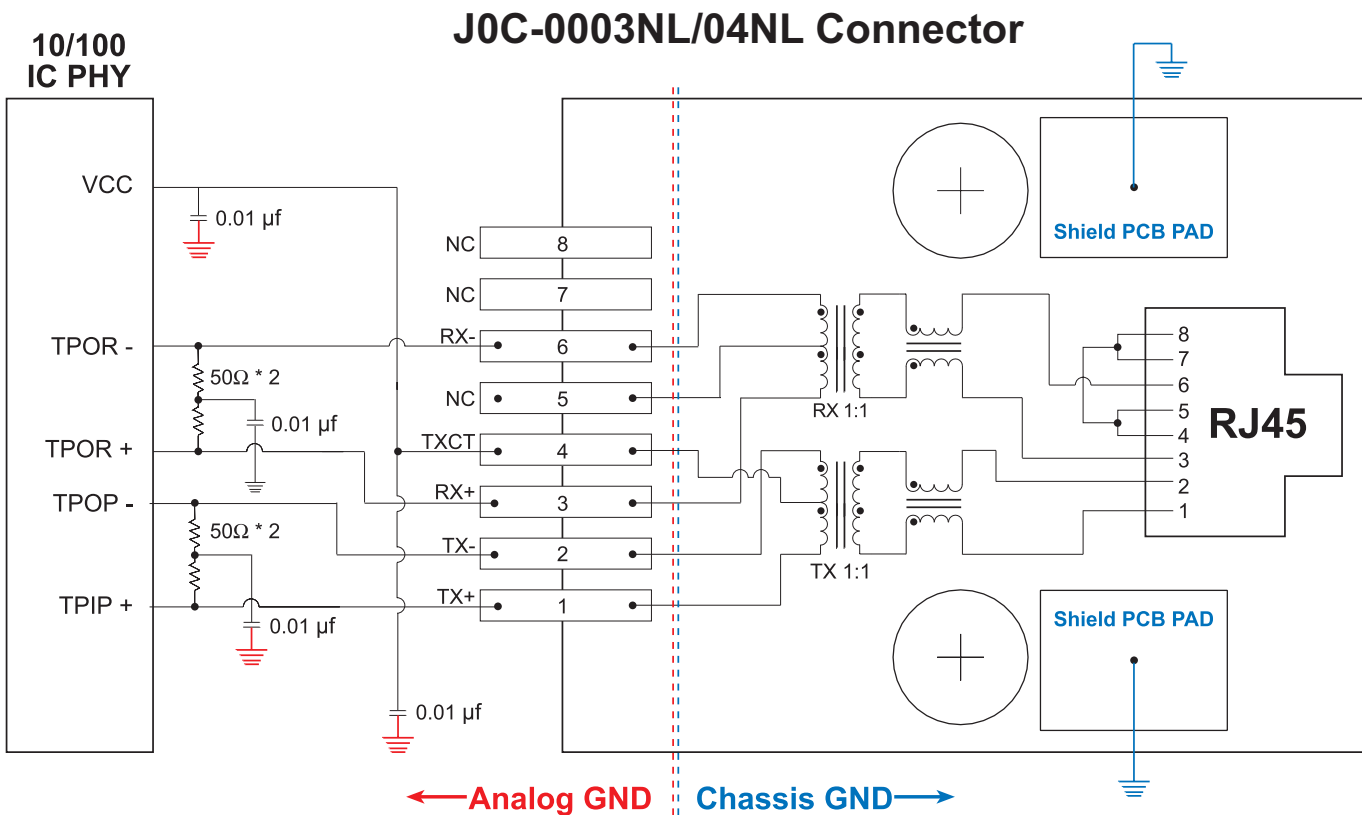 J0C-0003NL/04NL Connector
10/100
IC PHY
VCC
0.01 µf
TPOR -
50Ω * 2
0.01 µf
TPOR +
TPOP -
50Ω * 2
TPIP +
0.01 µf
0.01 µf
NC
8
NC
7
RX-
6
NC
5
TXCT
4
RX+
3
TX-
2
TX+
1
RX 1:1
TX 1:1
Shield PCB PAD
8
7
6
5
4
3
2
1
RJ45
Shield PCB PAD
Analog GND
Chassis GND